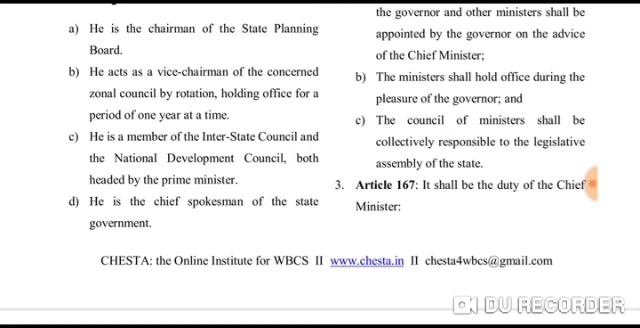 a) He is the chairman of the State Planning
Board.
b) He acts as a vice-chairman of the concerned
zonal council by rotation, holding office for a
period of one year at a time.
c) He is a member of the Inter-State Council and
the National Development Council, both
headed by the prime minister.
d) He is the chief spokesman of the state
government.
the governor and other ministers shall be
appointed by the governor on the advice
of the Chief Minister;
b) The ministers shall hold office during the
pleasure of the governor; and
c) The council of ministers shall be
collectively responsible to the legislative
assembly of the state.
3. Article 167: It shall be the duty of the Chief
Minister:
CHESTA: the Online Institute for WBCS II www.chesta.in II chesta4wbcs@gmail.com
DU RECORDER